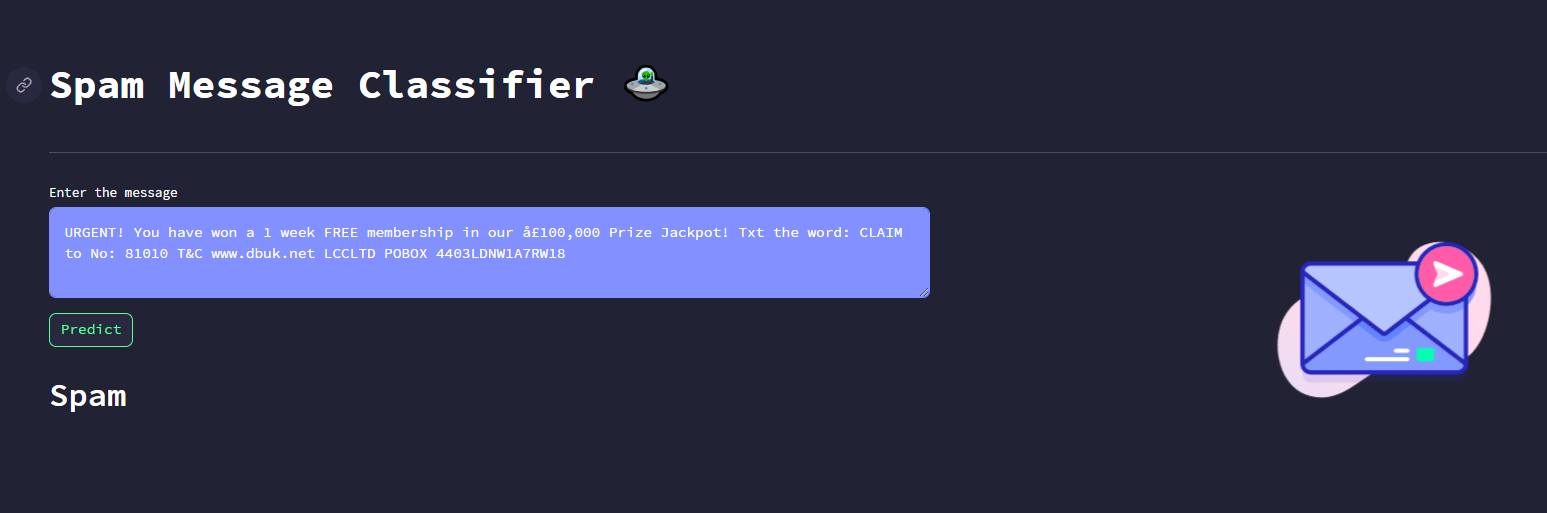 Spam Message Classifier 🛸
Enter the message
URGENT! You have won a 1 week FREE membership in our å£100,000 Prize Jackpot! Txt the word: CLAIM
to No: 81010 T&C www.dbuk.net LCCLTD POBOX 4403LDNW1A7RW18
Predict
Spam